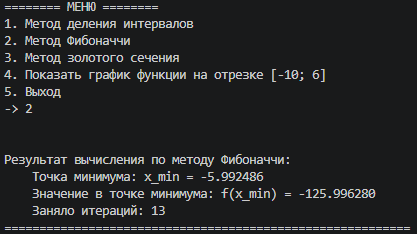 ======== МЕНЮ ========
1. Метод деления интервалов
2. Метод Фибоначчи
3. Метод золотого сечения
4. Показать график функции на отрезке [-10; 6]
5. Выход
-> 2
Результат вычисления по методу Фибоначчи:
Точка минимума: x_min = -5.992486
Значение в точке минимума: f(x_min) = -125.996280
Заняло итераций: 13
==========================================================